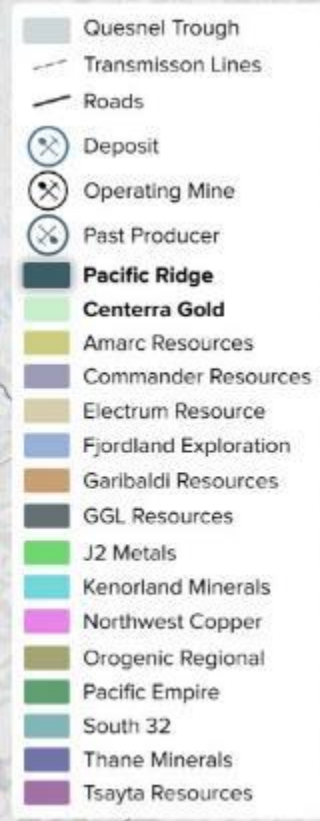 Quesnel Trough
Transmisson Lines
Roads
Deposit
Operating Mine
Past Producer
Pacific Ridge
Centerra Gold
Amarc Resources
Commander Resources
Electrum Resource
Fjordland Exploration
Garibaldi Resources
GGL Resources
J2 Metals
Kenorland Minerals
Northwest Copper
Orogenic Regional
Pacific Empire
South 32
Thane Minerals
Tsayta Resources